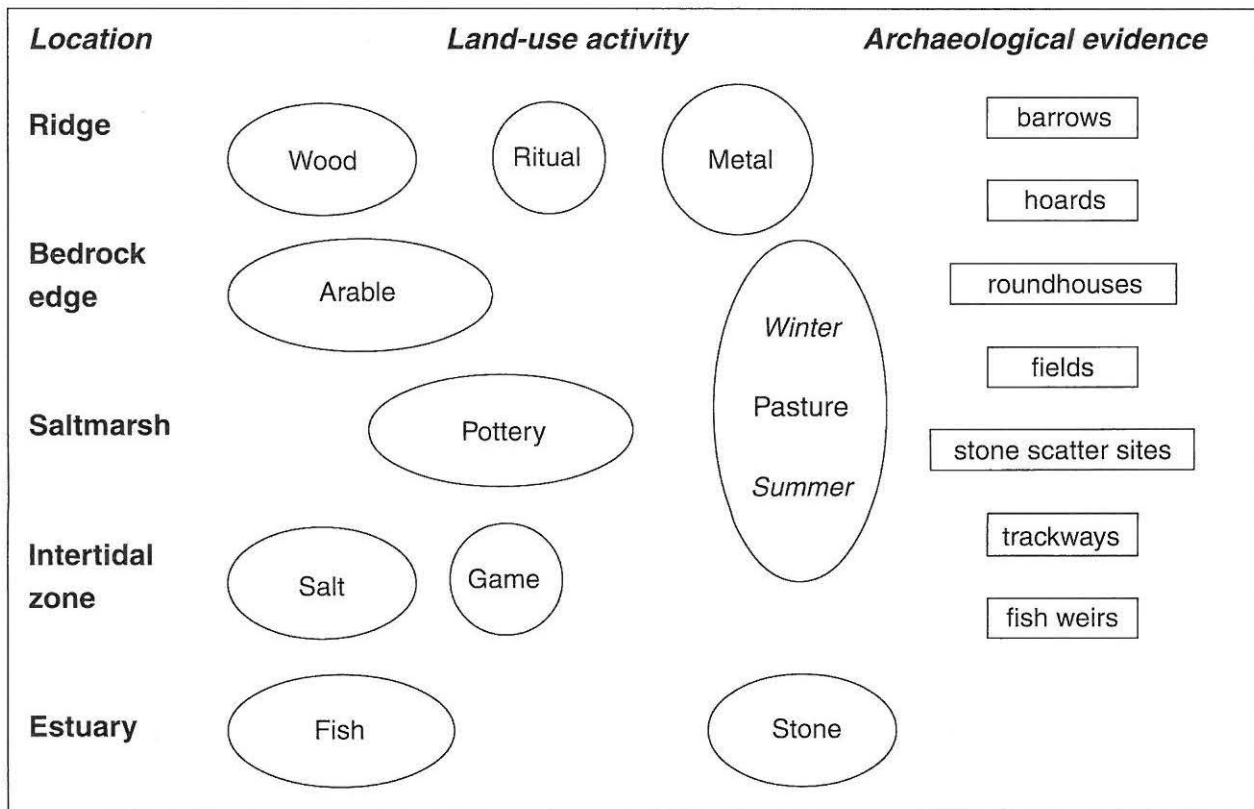 Location Land-use activity Archaeological evidence
Ridge
Wood
Ritual
Metal
barrows
hoards
Bedrock
edge
Arable
roundhouses
Winter
Pasture
Summer
fields
Saltmarsh
Pottery
stone scatter sites
Intertidal
zone
Salt
Game
trackways
fish weirs
Estuary
Fish
Stone